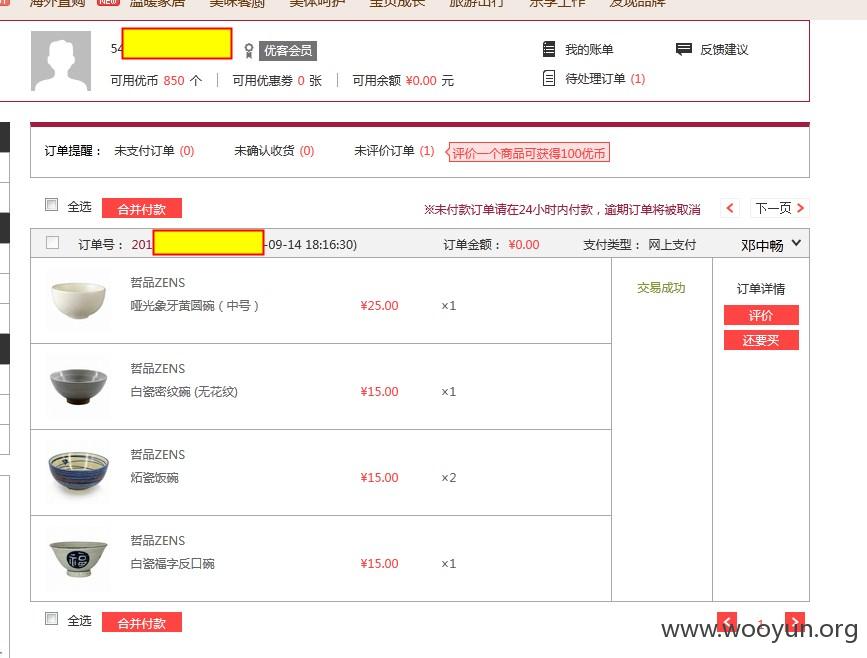 海外直购 NEW 温暖家居 美味餐厨 美体呵护 宝贝成长 旅游出行 乐享工作 发现品牌
54 优客会员 我的账单 反馈建议
可用优币 850 个 可用优惠券 0 张 可用余额 ¥0.00 元 待处理订单 (1)
订单提醒： 未支付订单 (0) 未确认收货 (0) 未评价订单 (1) 评价一个商品可获得100优币
全选 合并付款 ※未付款订单请在24小时内付款，逾期订单将被取消 < 下一页 >
订单号： 201 -09-14 18:16:30) 订单金额： ¥0.00 支付类型： 网上支付 邓中畅
哲品ZENS 交易成功 订单详情
哑光象牙黄圆碗 ( 中号 ) ¥25.00 ×1 评价
还要买
哲品ZENS
白瓷密纹碗 (无花纹) ¥15.00 ×1
哲品ZENS
炻瓷饭碗 ¥15.00 ×2
哲品ZENS
白瓷福字反口碗 ¥15.00 ×1
福
全选 合并付款 < 1 >
www.wooyun.org